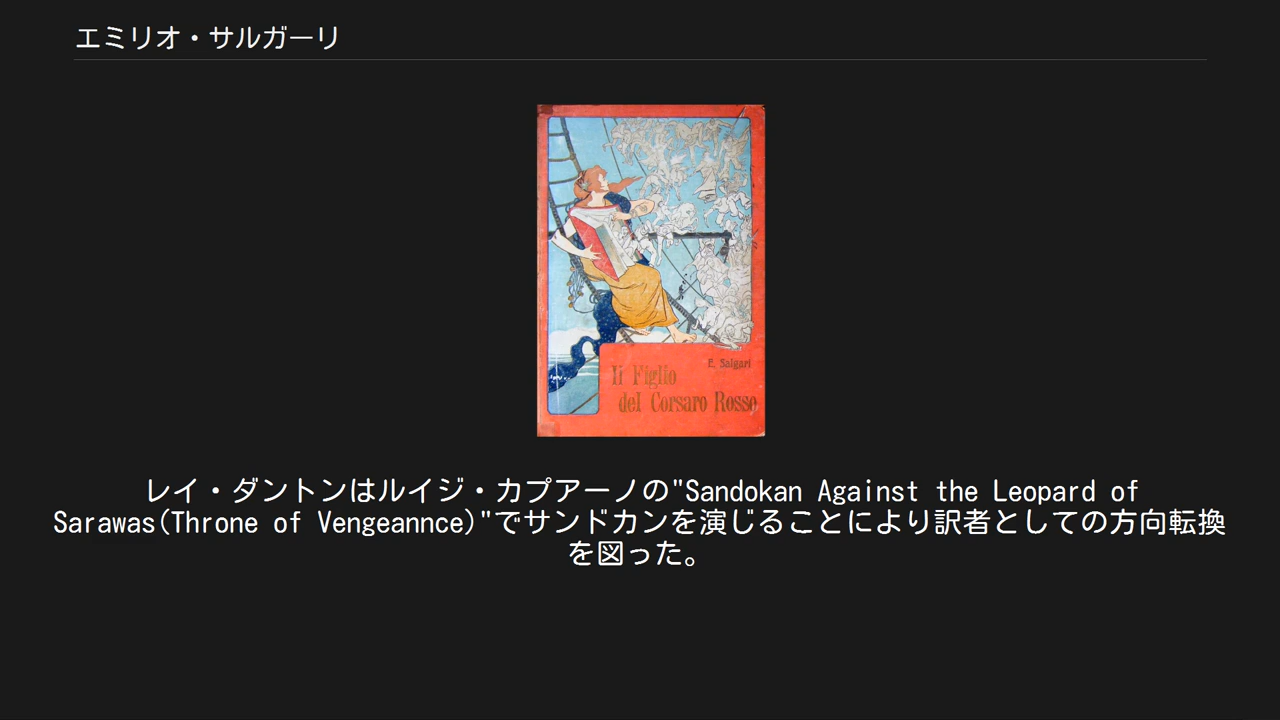 エミリオ・サルガーリ
E. Salgari
Il Figlio
del Corsaro Rosso
レイ・ダントンはルイジ・カプアーノの"Sandokan Against the Leopard of
Sarawas(Throne of Vengeannce)"でサンドカンを演じることにより訳者としての方向転換
を図った。